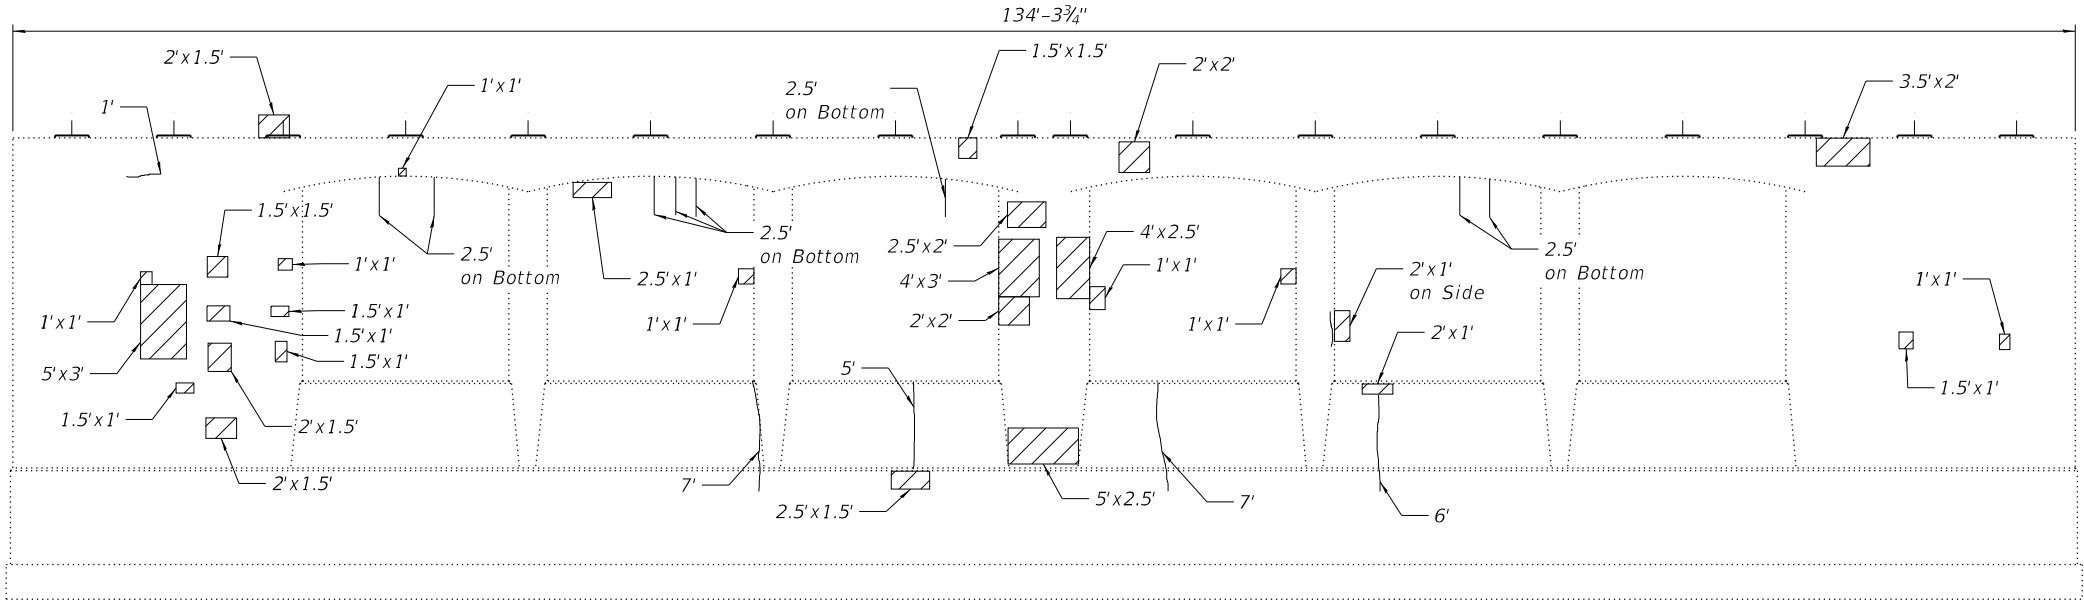 134'-3¾"
2'x1.5'
1'x1'
1'
2.5'
on Bottom
1.5'x1.5'
2'x2'
3.5'x2'
1.5'x1.5'
1'x1'
2.5'
on Bottom
2.5'x1'
2.5'
on Bottom
2.5'x2'
4'x2.5'
4'x3'
1'x1'
2'x2'
1'x1'
1'x1'
2.5'
on Bottom
2'x1'
on Side
2'x1'
1'x1'
1.5'x1'
1'x1'
5'x3'
1.5'x1'
1.5'x1'
1.5'x1'
1.5'x1'
2'x1.5'
2'x1.5'
7'
5'
2.5'x1.5'
5'x2.5'
7'
6'